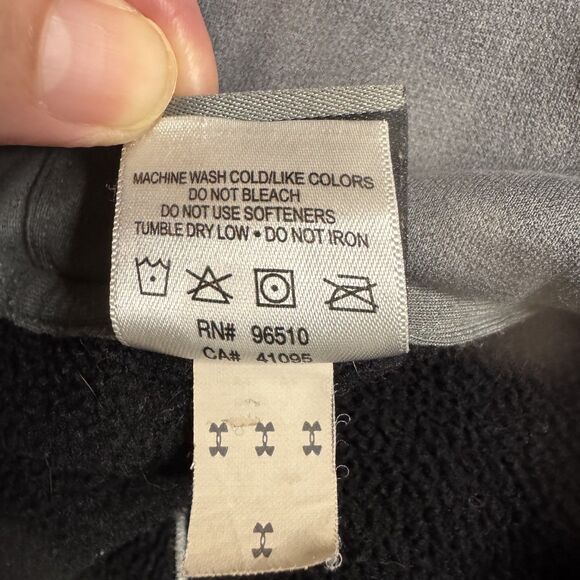 MACHINE WASH COLD/LIKE COLORS
DO NOT BLEACH
DO NOT USE SOFTENERS
TUMBLE DRY LOW • DO NOT IRON
RN# 96510
CA# 41095